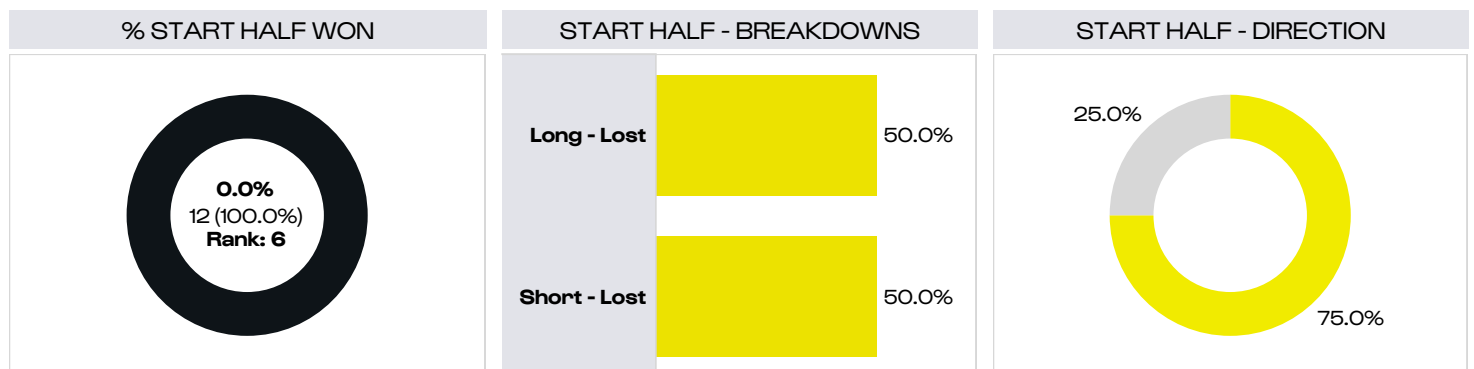 % START HALF WON
0.0%
12 (100.0%)
Rank: 6
START HALF - BREAKDOWNS
Long - Lost
50.0%
Short - Lost
50.0%
START HALF - DIRECTION
25.0%
75.0%